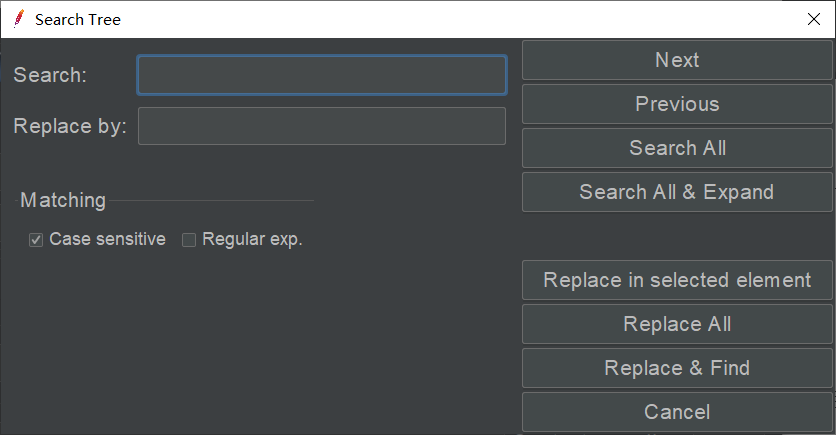 Search Tree
Search:
Replace by:
Matching
Case sensitive
Regular exp.
Next
Previous
Search All
Search All & Expand
Replace in selected element
Replace All
Replace & Find
Cancel